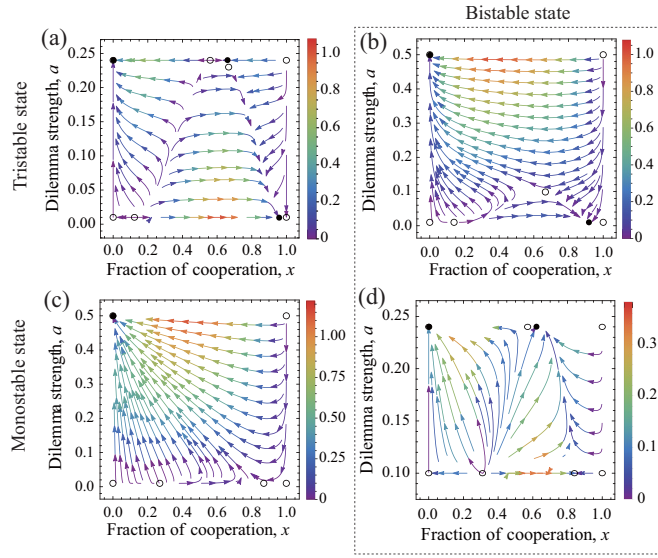 Bistable state
(a)
(b)
Tristable state
Dilemma strength, a
0.25
0.20
0.15
0.10
0.05
0.00
0.0 0.2 0.4 0.6 0.8 1.0
Fraction of cooperation, x
1.0
0.8
0.6
0.4
0.2
0
Dilemma strength, a
0.5
0.4
0.3
0.2
0.1
0.0
0.0 0.2 0.4 0.6 0.8 1.0
Fraction of cooperation, x
1.0
0.8
0.6
0.4
0.2
0
(c)
(d)
Monostable state
Dilemma strength, a
0.5
0.4
0.3
0.2
0.1
0.0
0.0 0.2 0.4 0.6 0.8 1.0
Fraction of cooperation, x
1.00
0.75
0.50
0.25
0
Dilemma strength, a
0.25
0.20
0.15
0.10
0.0 0.2 0.4 0.6 0.8 1.0
Fraction of cooperation, x
0.3
0.2
0.1
0